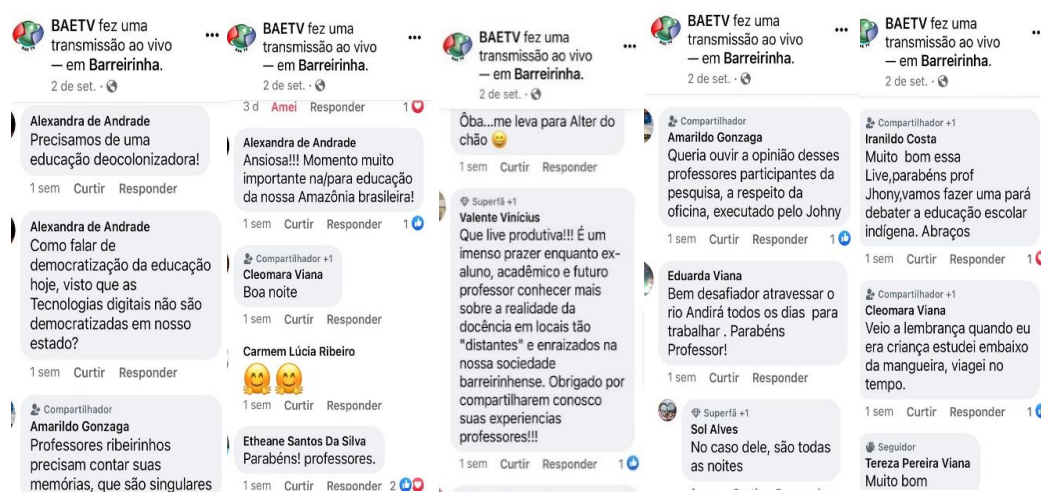 BAETV fez uma
transmissão ao vivo
— em Barreirinha.
2 de set. ·
Alexandra de Andrade
Precisamos de uma
educação deocolonizadora!
1 sem Curtir Responder
Alexandra de Andrade
Como falar de
democratização da educação
hoje, visto que as
Tecnologias digitais não são
democratizadas em nosso
estado?
1 sem Curtir Responder
Compartilhador
Amarildo Gonzaga
Professores ribeirinhos
precisam contar suas
memórias, que são singulares
BAETV fez uma
transmissão ao vivo
— em Barreirinha.
2 de set. ·
3 d Amei Responder 1
Alexandra de Andrade
Ansiosa!!! Momento muito
importante na/para educação
da nossa Amazônia brasileira!
1 sem Curtir Responder 1
Compartilhador +1
Cleomara Viana
Boa noite
1 sem Curtir Responder
Carmem Lúcia Ribeiro
🤗🤗
1 sem Curtir Responder
Etheane Santos Da Silva
Parabéns! professores.
1 sem Curtir Responder 2
BAETV fez uma
transmissão ao vivo
— em Barreirinha.
2 de set. ·
Ôba...me leva para Alter do
chão 😄
1 sem Curtir Responder
Superfã +1
Valente Vinícius
Que live produtiva!!! É um
imenso prazer enquanto ex-
aluno, acadêmico e futuro
professor conhecer mais
sobre a realidade da
docência em locais tão
"distantes" e enraizados na
nossa sociedade
barreirinhense. Obrigado por
compartilharem conosco
suas experiencias
professores!!!
1 sem Curtir Responder 1
BAETV fez uma
transmissão ao vivo
— em Barreirinha.
2 de set. ·
Compartilhador
Amarildo Gonzaga
Queria ouvir a opinião desses
professores participantes da
pesquisa, a respeito da
oficina, executado pelo Johny
1 sem Curtir Responder 1
Eduarda Viana
Bem desafiador atravessar o
rio Andirá todos os dias para
trabalhar . Parabéns
Professor!
1 sem Curtir Responder
Superfã +1
Sol Alves
No caso dele, são todas
as noites
BAETV fez uma
transmissão ao vivo
— em Barreirinha.
2 de set. ·
Compartilhador +1
Iranildo Costa
Muito bom essa
Live,parabéns prof
Jhony,vamos fazer uma pará
debater a educação escolar
indígena. Abraços
1 sem Curtir Responder 1
Compartilhador +1
Cleomara Viana
Veio a lembrança quando eu
era criança estudei embaixo
da mangueira, viagei no
tempo.
1 sem Curtir Responder 1
Seguidor
Tereza Pereira Viana
Muito bom